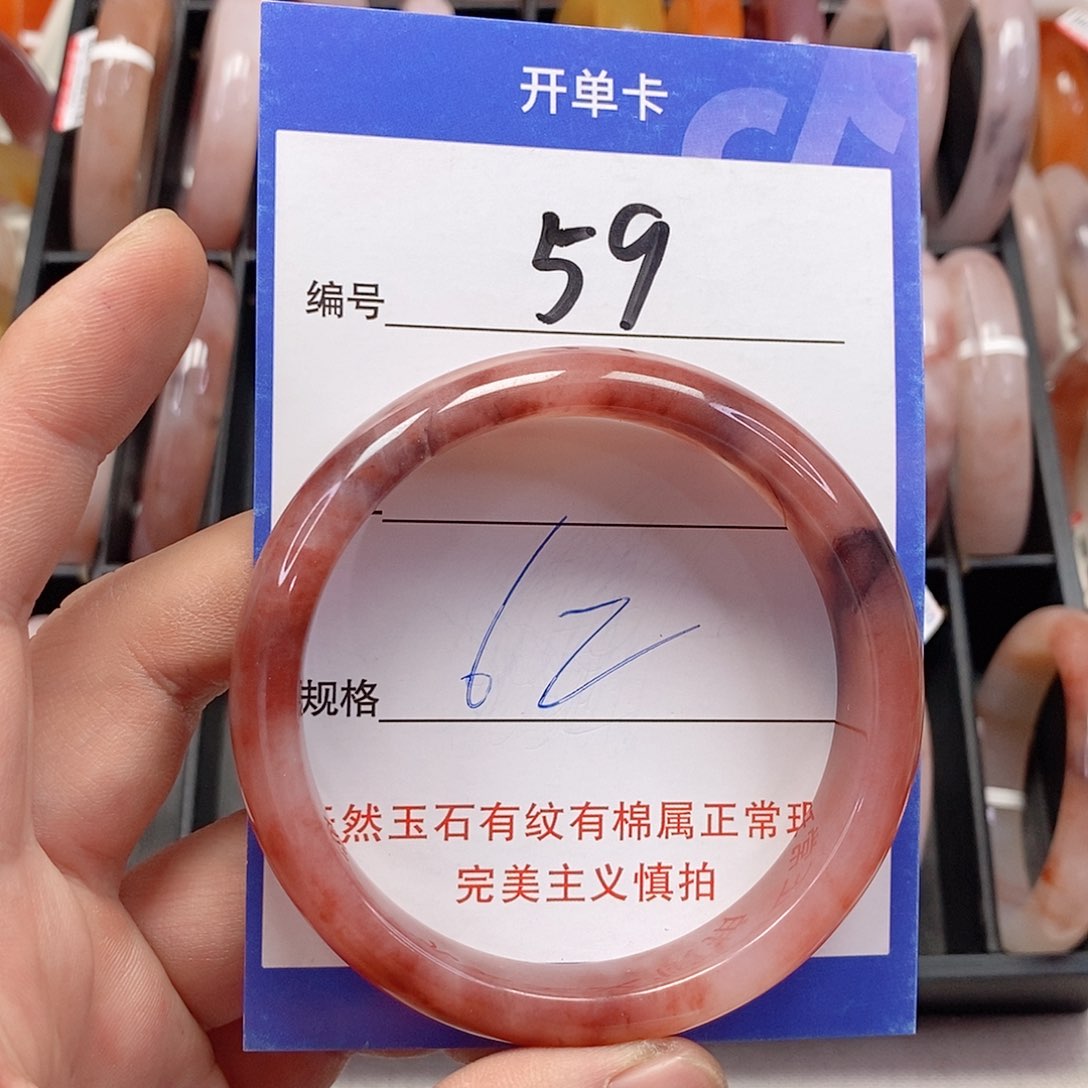 开单卡
编号 59
规格 62
然玉石有纹有棉属正常现
完美主义慎拍